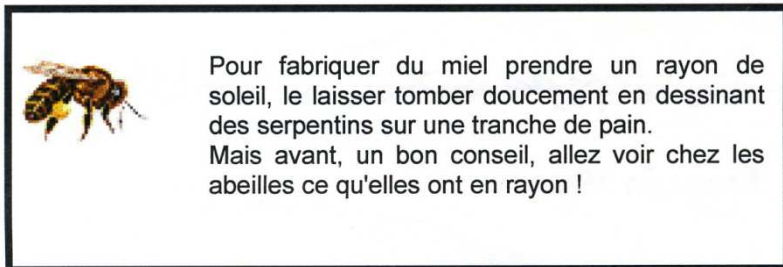 Pour fabriquer du miel prendre un rayon de
soleil, le laisser tomber doucement en dessinant
des serpentins sur une tranche de pain.
Mais avant, un bon conseil, allez voir chez les
abeilles ce qu'elles ont en rayon !